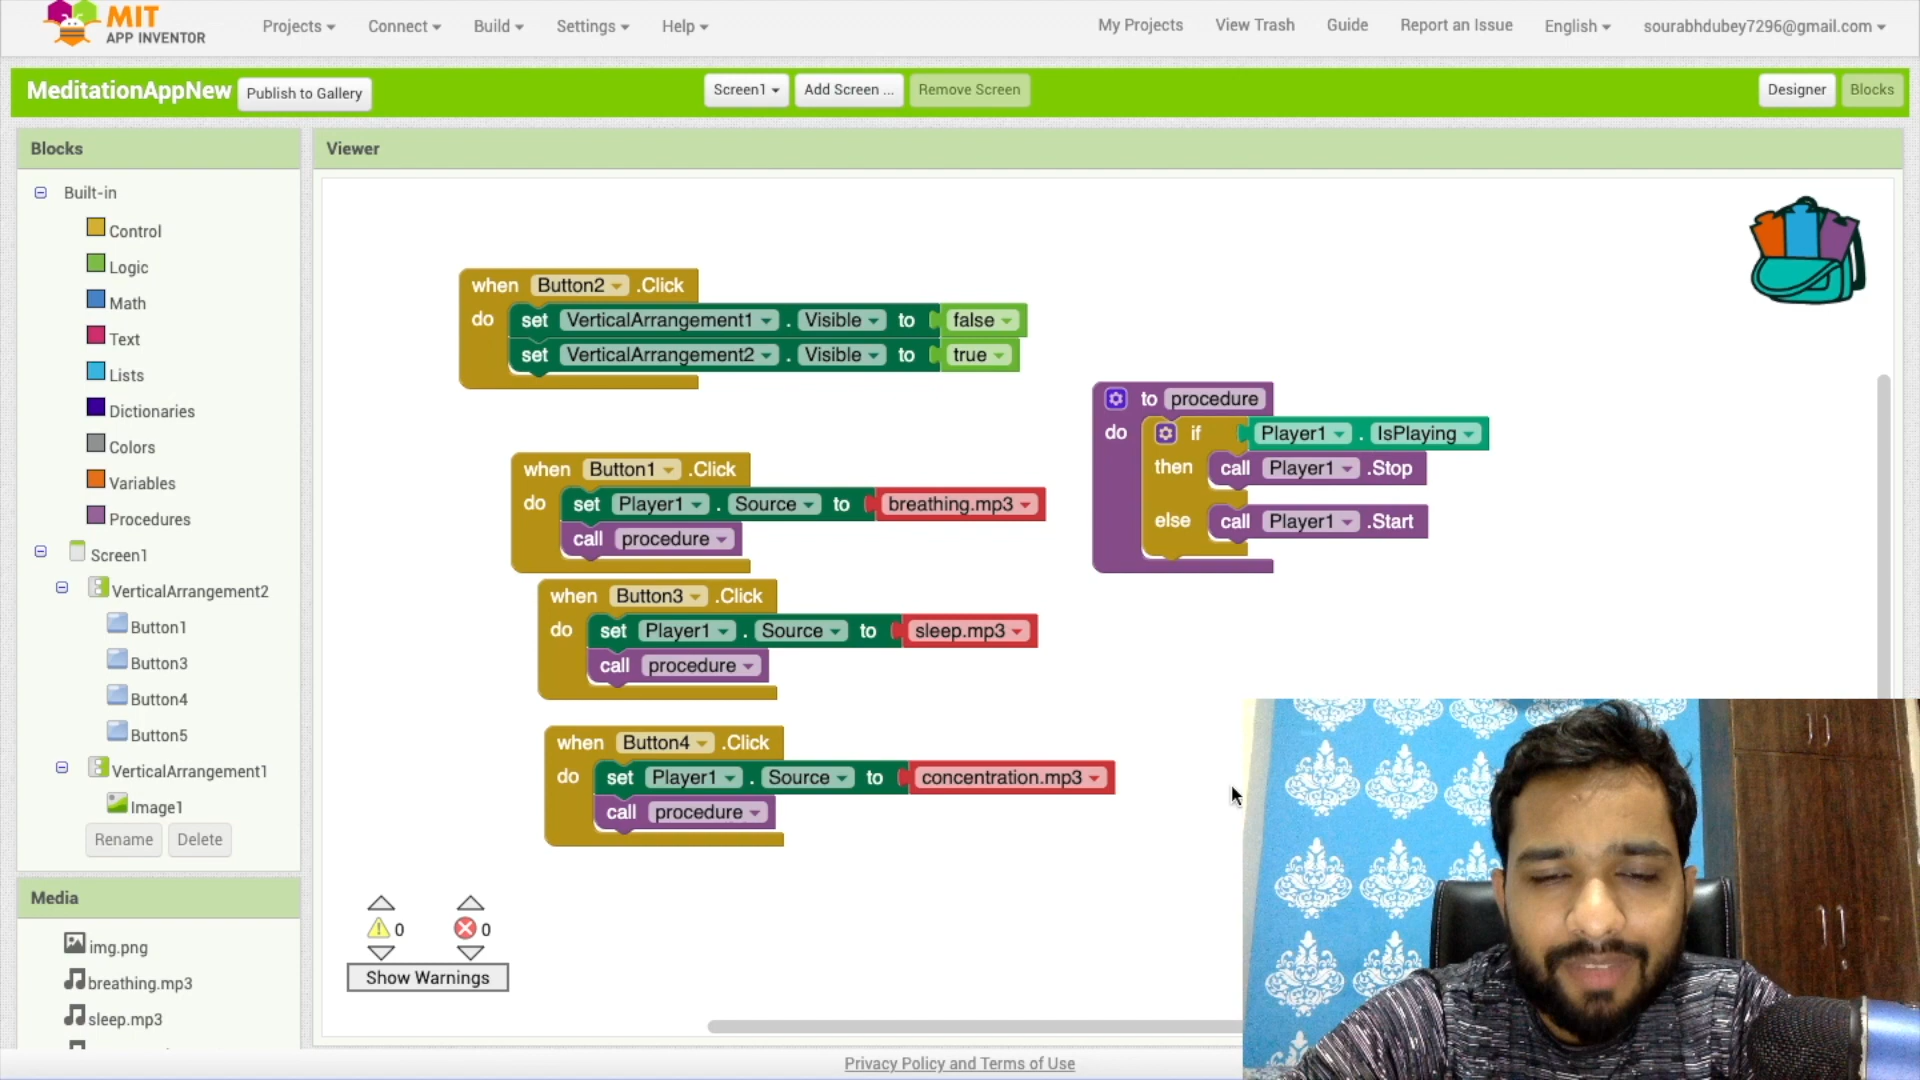 MIT
APP INVENTOR
Projects
Connect
Build
Settings
Help
My Projects
View Trash
Guide
Report an Issue
English
sourabhdubey7296@gmail.com
MeditationAppNew
Publish to Gallery
Screen1
Add Screen ...
Remove Screen
Designer
Blocks
Blocks
Built-in
Control
Logic
Math
Text
Lists
Dictionaries
Colors
Variables
Procedures
Screen1
VerticalArrangement2
Button1
Button3
Button4
Button5
VerticalArrangement1
Image1
Rename
Delete
Media
img.png
breathing.mp3
sleep.mp3
Viewer
when Button2 .Click
do set VerticalArrangement1 . Visible to false
set VerticalArrangement2 . Visible to true
when Button1 .Click
do set Player1 . Source to breathing.mp3
call procedure
when Button3 .Click
do set Player1 . Source to sleep.mp3
call procedure
when Button4 .Click
do set Player1 . Source to concentration.mp3
call procedure
to procedure
do if Player1 . IsPlaying
then call Player1 .Stop
else call Player1 .Start
0
0
Show Warnings
Privacy Policy and Terms of Use